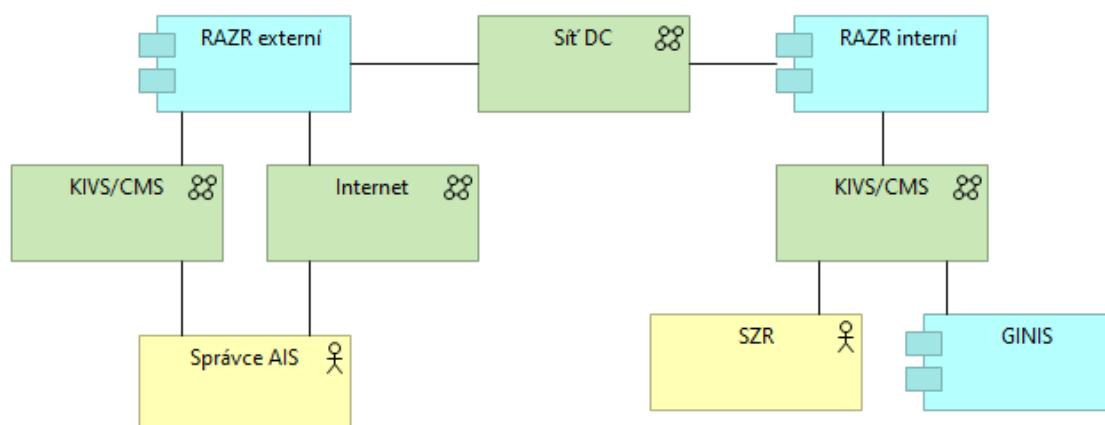 RAZR externí
Síť DC
RAZR interní
KIVS/CMS
Internet
KIVS/CMS
Správce AIS
SZR
GINIS